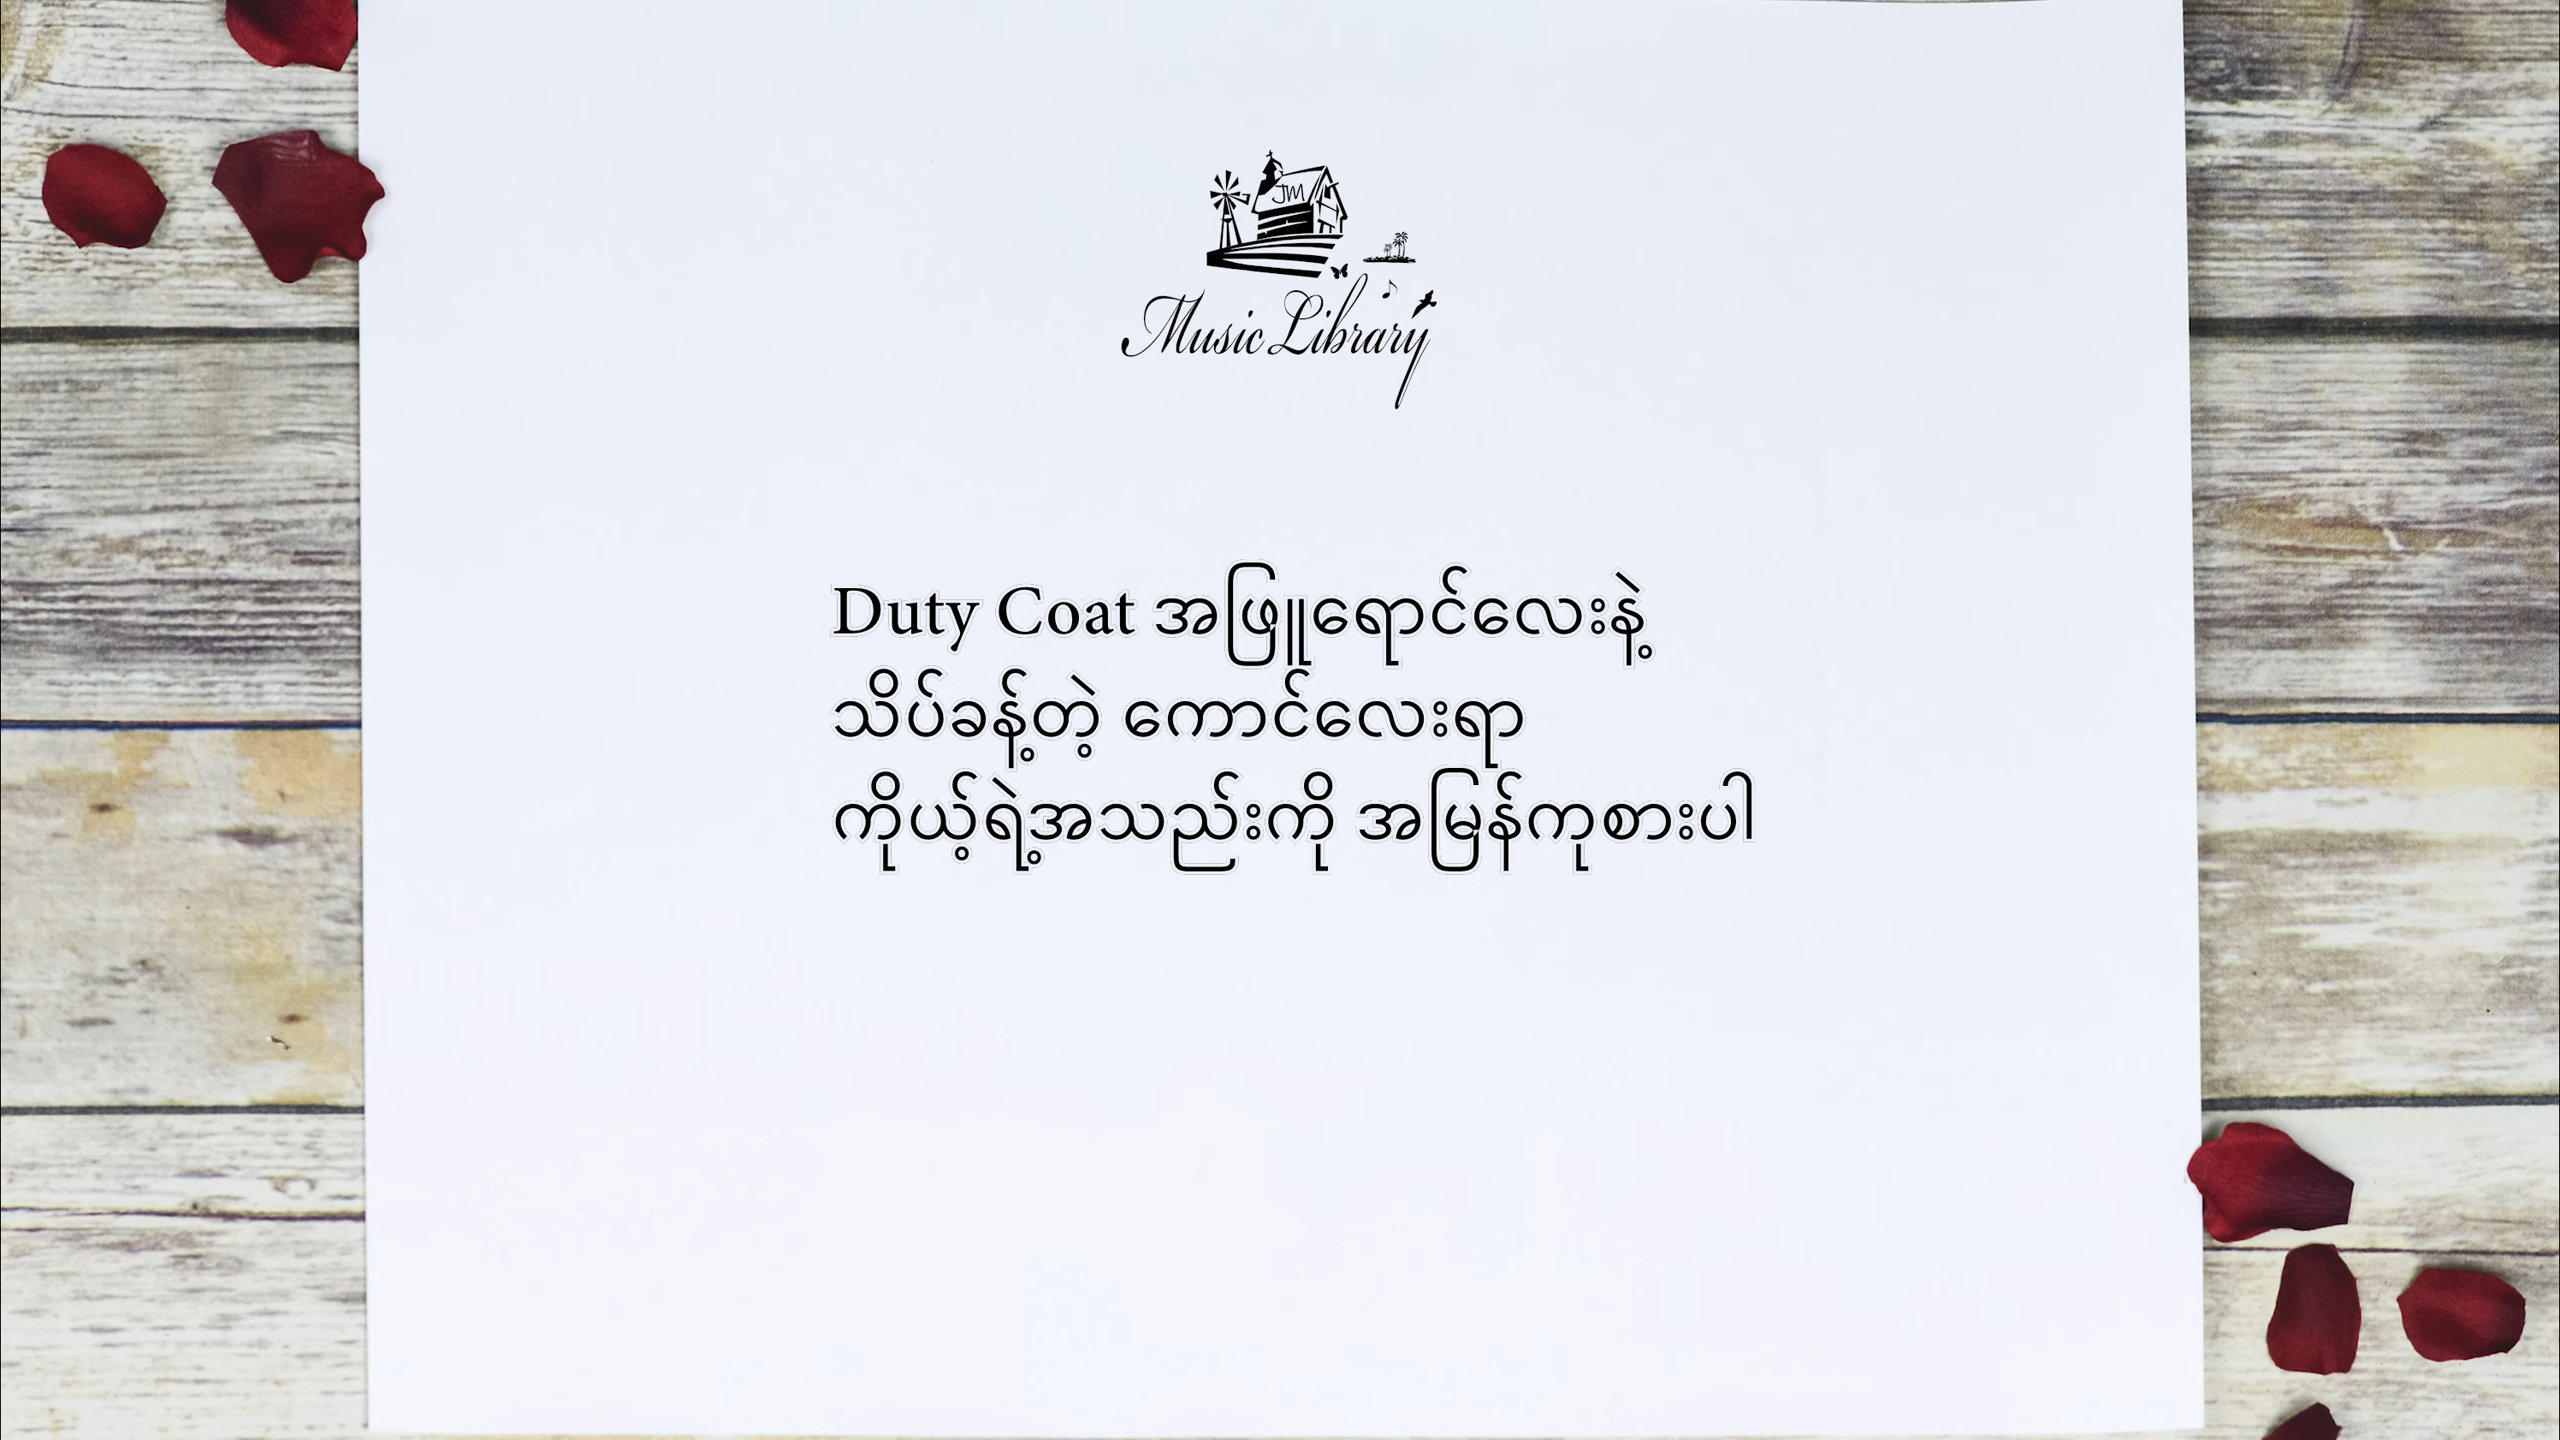 JM
Music Library
Duty Coat အဖြူရောင်လေးနဲ့
သိပ်ခန့်တဲ့ ကောင်လေးရာ
ကိုယ့်ရဲ့အသည်းကို အမြန်ကုစားပါ